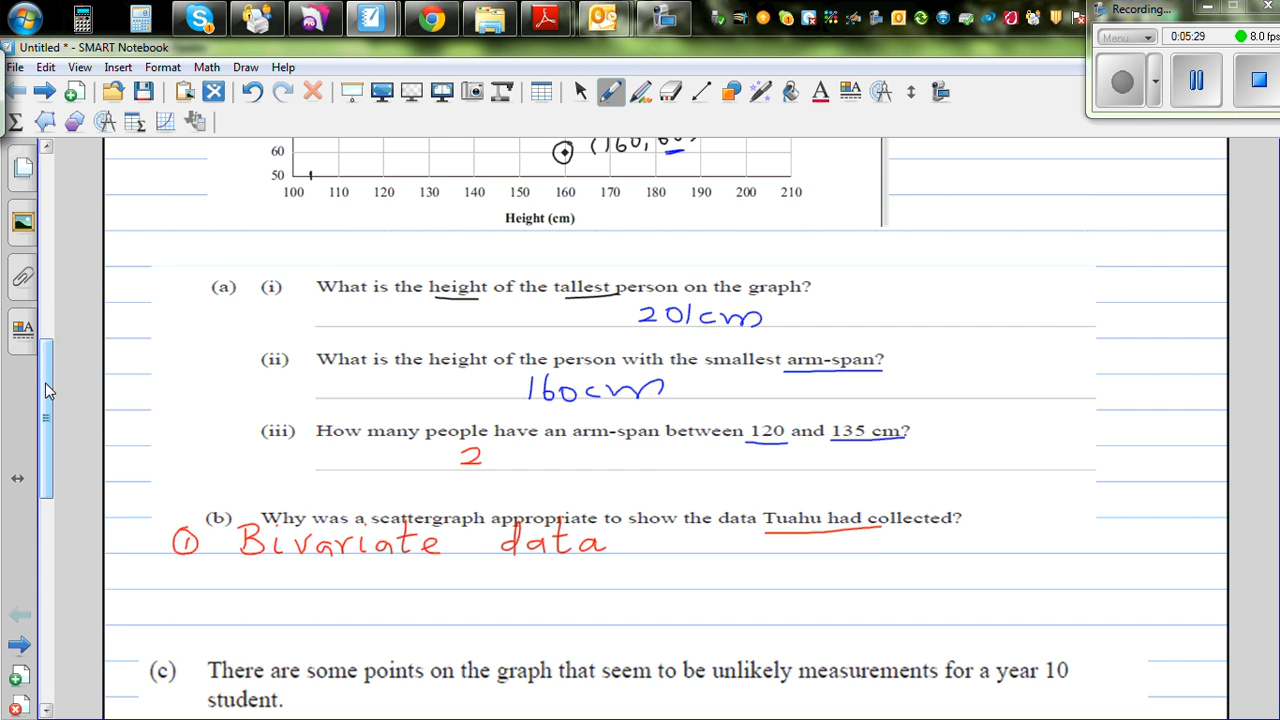 Recording...
Menu
0:05:29
8.0 fps
Untitled * - SMART Notebook
File Edit View Insert Format Math Draw Help
60
(160,
50
100 110 120 130 140 150 160 170 180 190 200 210
Height (cm)
(a) (i) What is the height of the tallest person on the graph?
201cm
(ii) What is the height of the person with the smallest arm-span?
160cm
(iii) How many people have an arm-span between 120 and 135 cm?
2
(b) Why was a scattergraph appropriate to show the data Tuahu had collected?
① Bivariate data
(c) There are some points on the graph that seem to be unlikely measurements for a year 10
student.